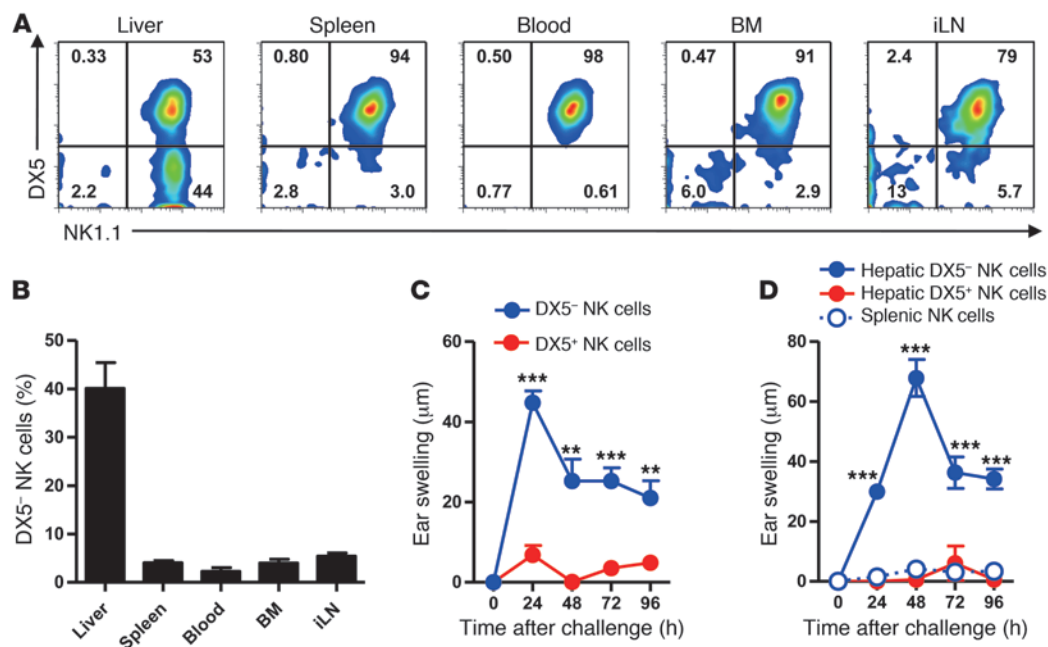 A
Liver Spleen Blood BM iLN
0.33 53 0.80 94 0.50 98 0.47 91 2.4 79
2.2 44 2.8 3.0 0.77 0.61 6.0 2.9 13 5.7
DX5
NK1.1
B
DX5⁻ NK cells (%)
50
40
30
20
10
0
Liver Spleen Blood BM iLN
C
DX5⁻ NK cells
DX5⁺ NK cells
Ear swelling (μm)
60
40
20
0
*** ** *** **
0 24 48 72 96
Time after challenge (h)
D
Hepatic DX5⁻ NK cells
Hepatic DX5⁺ NK cells
Splenic NK cells
Ear swelling (μm)
80
60
40
20
0
*** *** *** ***
0 24 48 72 96
Time after challenge (h)